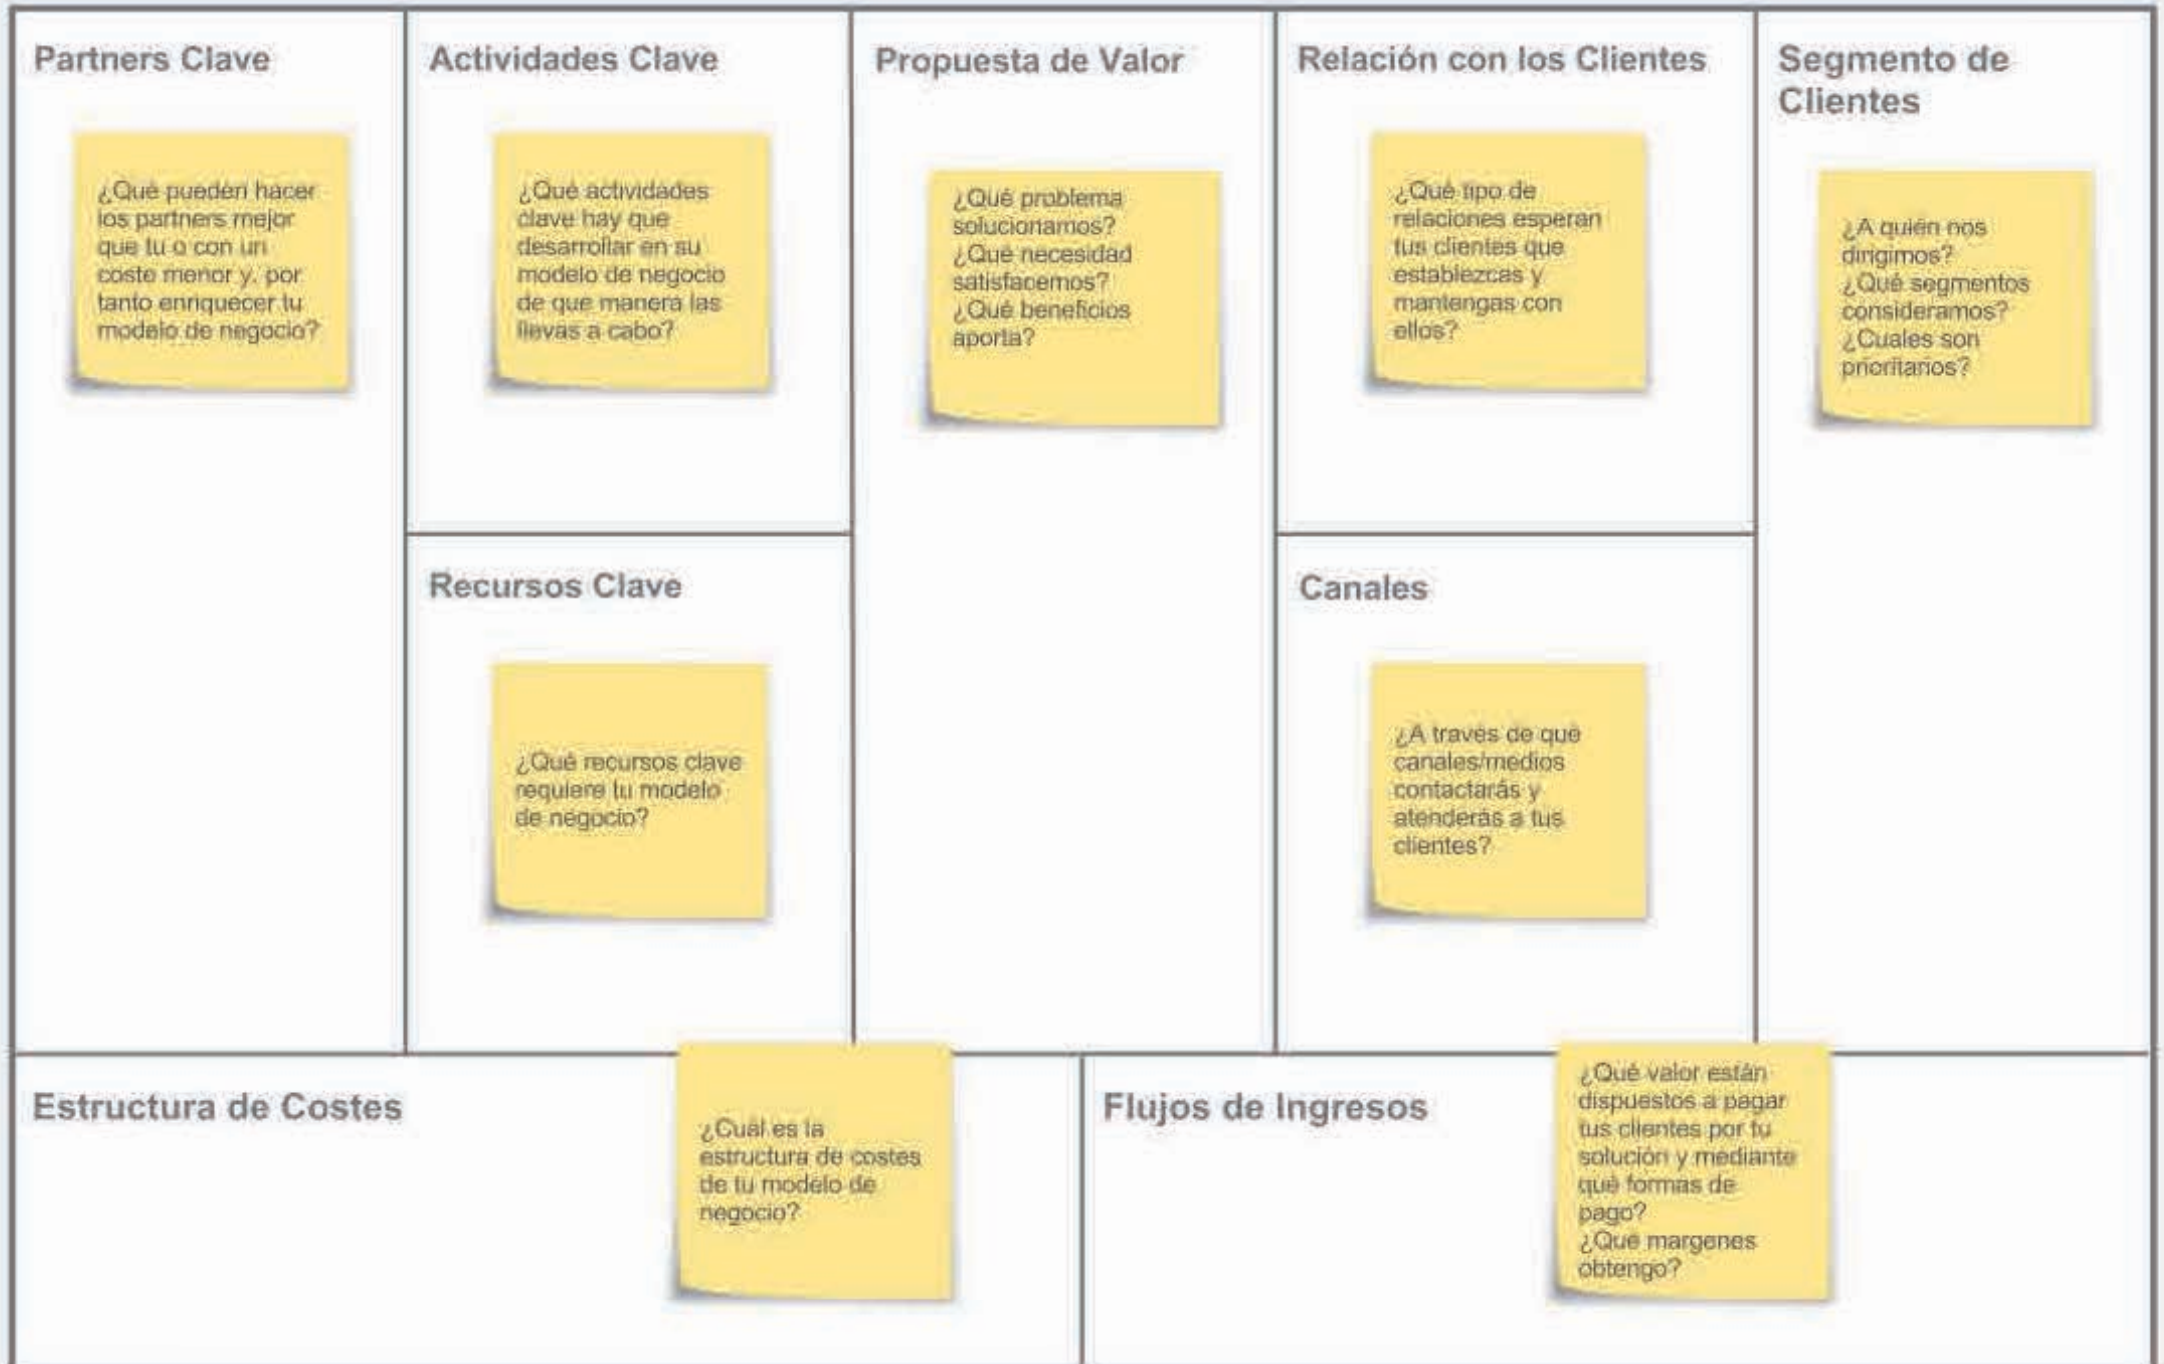 Partners Clave
¿Qué pueden hacer
los partners mejor
que tu o con un
coste menor y, por
tanto enriquecer tu
modelo de negocio?
Actividades Clave
¿Qué actividades
clave hay que
desarrollar en su
modelo de negocio
de que manera las
llevas a cabo?
Recursos Clave
¿Qué recursos clave
requiere tu modelo
de negocio?
Propuesta de Valor
¿Qué problema
solucionamos?
¿Qué necesidad
satisfacemos?
¿Qué beneficios
aporta?
Relación con los Clientes
¿Qué tipo de
relaciones esperan
tus clientes que
establezcas y
mantengas con
ellos?
Canales
¿A través de qué
canales/medios
contactarás y
atenderás a tus
clientes?
Segmento de
Clientes
¿A quién nos
dirigimos?
¿Qué segmentos
consideramos?
¿Cuales son
prioritarios?
Estructura de Costes
¿Cuál es la
estructura de costes
de tu modelo de
negocio?
Flujos de Ingresos
¿Qué valor están
dispuestos a pagar
tus clientes por tu
solución y mediante
qué formas de
pago?
¿Qué margenes
obtengo?